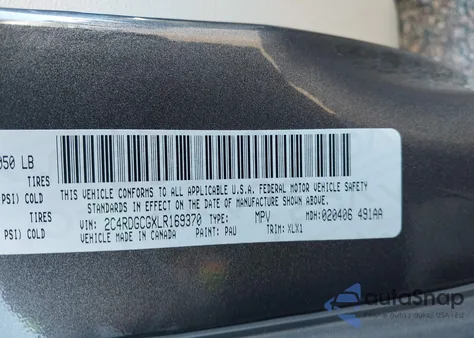 050 LB
TIRES
PSI) COLD
TIRES
PSI) COLD
THIS VEHICLE CONFORMS TO ALL APPLICABLE U.S.A. FEDERAL MOTOR VEHICLE SAFETY
STANDARDS IN EFFECT ON THE DATE OF MANUFACTURE SHOWN ABOVE.
VIN: 2C4RDGCGXLR169370 TYPE: MPV MDH: 020406 491AA
VEHICLE MADE IN CANADA PAINT: PAU TRIM: XLX1
autoSnap